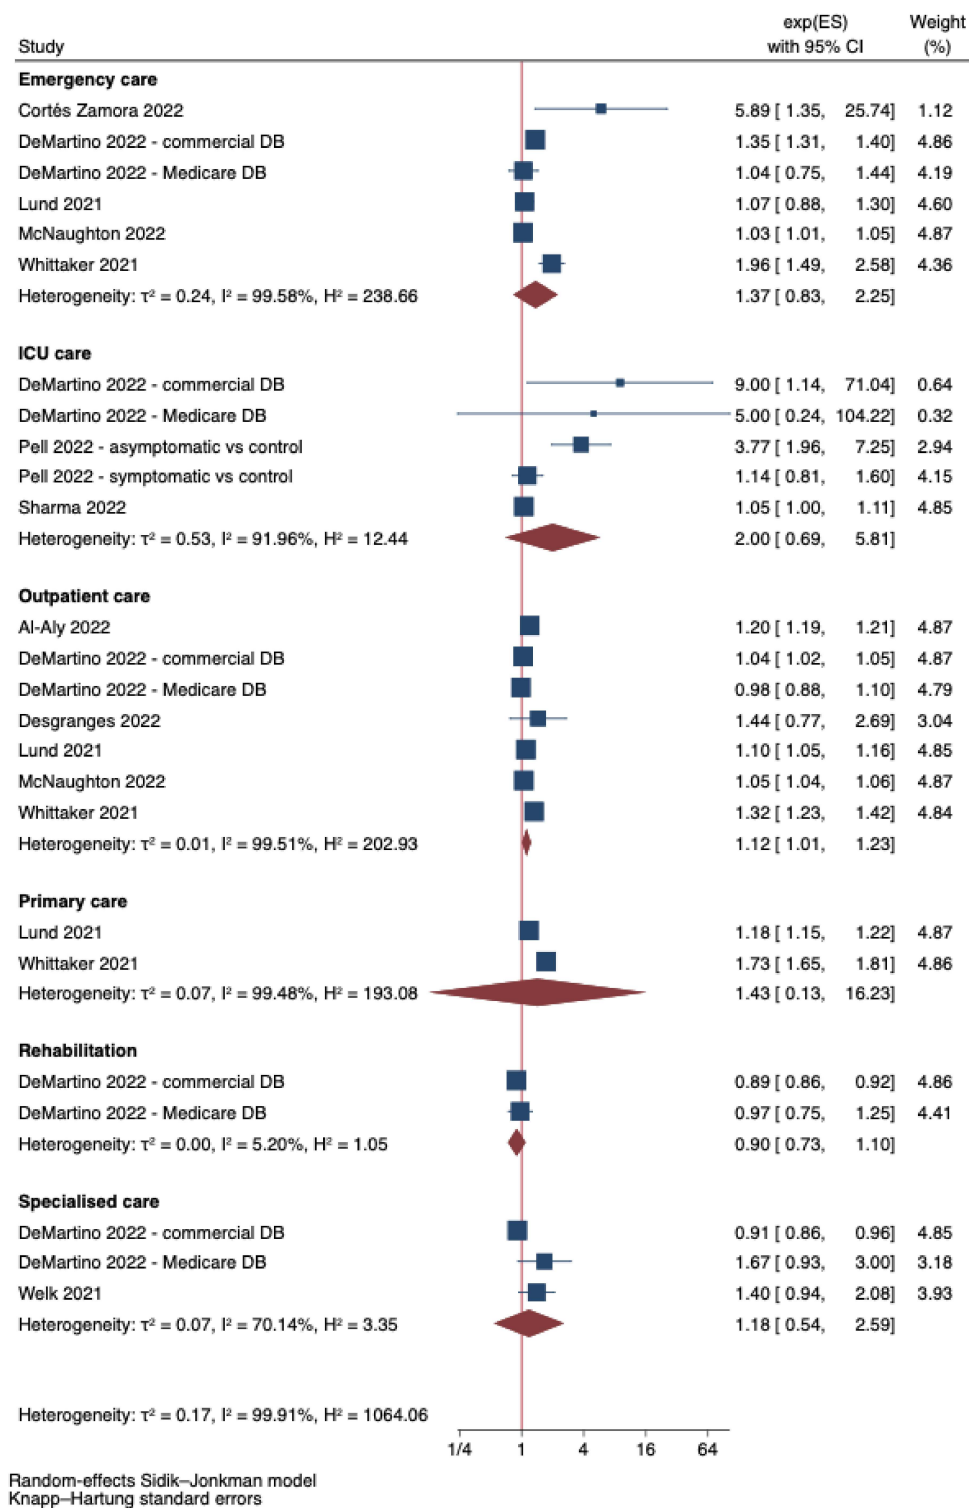 exp(ES) Weight
Study with 95% CI (%)
Emergency care
Cortés Zamora 2022 5.89 [ 1.35, 25.74] 1.12
DeMartino 2022 - commercial DB 1.35 [ 1.31, 1.40] 4.86
DeMartino 2022 - Medicare DB 1.04 [ 0.75, 1.44] 4.19
Lund 2021 1.07 [ 0.88, 1.30] 4.60
McNaughton 2022 1.03 [ 1.01, 1.05] 4.87
Whittaker 2021 1.96 [ 1.49, 2.58] 4.36
Heterogeneity: τ² = 0.24, I² = 99.58%, H² = 238.66 1.37 [ 0.83, 2.25]
ICU care
DeMartino 2022 - commercial DB 9.00 [ 1.14, 71.04] 0.64
DeMartino 2022 - Medicare DB 5.00 [ 0.24, 104.22] 0.32
Pell 2022 - asymptomatic vs control 3.77 [ 1.96, 7.25] 2.94
Pell 2022 - symptomatic vs control 1.14 [ 0.81, 1.60] 4.15
Sharma 2022 1.05 [ 1.00, 1.11] 4.85
Heterogeneity: τ² = 0.53, I² = 91.96%, H² = 12.44 2.00 [ 0.69, 5.81]
Outpatient care
Al-Aly 2022 1.20 [ 1.19, 1.21] 4.87
DeMartino 2022 - commercial DB 1.04 [ 1.02, 1.05] 4.87
DeMartino 2022 - Medicare DB 0.98 [ 0.88, 1.10] 4.79
Desgranges 2022 1.44 [ 0.77, 2.69] 3.04
Lund 2021 1.10 [ 1.05, 1.16] 4.85
McNaughton 2022 1.05 [ 1.04, 1.06] 4.87
Whittaker 2021 1.32 [ 1.23, 1.42] 4.84
Heterogeneity: τ² = 0.01, I² = 99.51%, H² = 202.93 1.12 [ 1.01, 1.23]
Primary care
Lund 2021 1.18 [ 1.15, 1.22] 4.87
Whittaker 2021 1.73 [ 1.65, 1.81] 4.86
Heterogeneity: τ² = 0.07, I² = 99.48%, H² = 193.08 1.43 [ 0.13, 16.23]
Rehabilitation
DeMartino 2022 - commercial DB 0.89 [ 0.86, 0.92] 4.86
DeMartino 2022 - Medicare DB 0.97 [ 0.75, 1.25] 4.41
Heterogeneity: τ² = 0.00, I² = 5.20%, H² = 1.05 0.90 [ 0.73, 1.10]
Specialised care
DeMartino 2022 - commercial DB 0.91 [ 0.86, 0.96] 4.85
DeMartino 2022 - Medicare DB 1.67 [ 0.93, 3.00] 3.18
Welk 2021 1.40 [ 0.94, 2.08] 3.93
Heterogeneity: τ² = 0.07, I² = 70.14%, H² = 3.35 1.18 [ 0.54, 2.59]
Heterogeneity: τ² = 0.17, I² = 99.91%, H² = 1064.06
1/4 1 4 16 64
Random-effects Sidik–Jonkman model
Knapp–Hartung standard errors